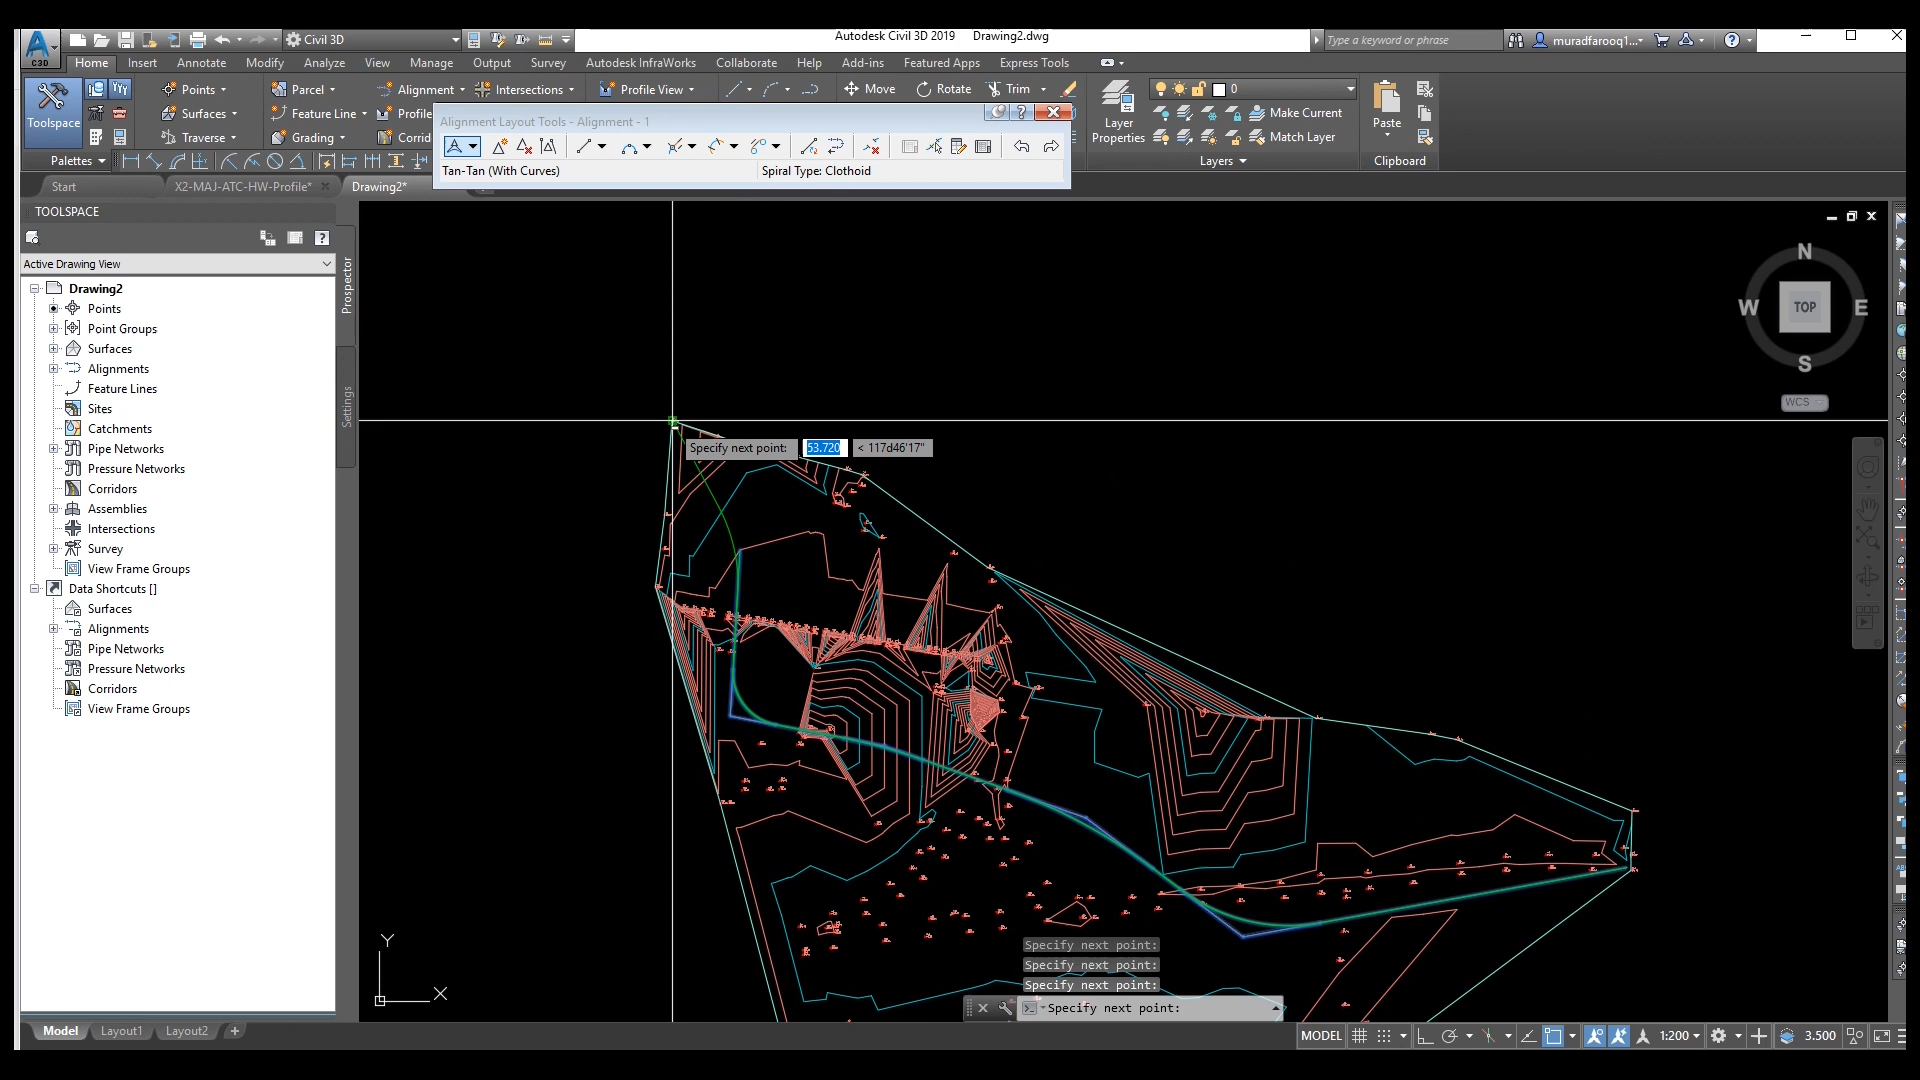 Civil 3D
Autodesk Civil 3D 2019 Drawing2.dwg
Type a keyword or phrase
muradfarooq1...
C3D
Home Insert Annotate Modify Analyze View Manage Output Survey Autodesk InfraWorks Collaborate Help Add-ins Featured Apps Express Tools
Toolspace
Points
Surfaces
Traverse
Parcel
Feature Line
Grading
Alignment
Profile
Corrid
Intersections
Profile View
Move
Rotate
Trim
Layer
Properties
0
Make Current
Match Layer
Paste
Palettes
Layers
Clipboard
Alignment Layout Tools - Alignment - 1
Tan-Tan (With Curves)
Spiral Type: Clothoid
Start
X2-MAJ-ATC-HW-Profile*
Drawing2*
TOOLSPACE
Active Drawing View
Drawing2
Points
Point Groups
Surfaces
Alignments
Feature Lines
Sites
Catchments
Pipe Networks
Pressure Networks
Corridors
Assemblies
Intersections
Survey
View Frame Groups
Data Shortcuts []
Surfaces
Alignments
Pipe Networks
Pressure Networks
Corridors
View Frame Groups
Prospector
Settings
N
W
TOP
E
S
WCS
Specify next point: 53.720 < 117d46'17"
Y
X
Specify next point:
Specify next point:
Specify next point:
Specify next point:
Model Layout1 Layout2 +
MODEL
1:200
3.500